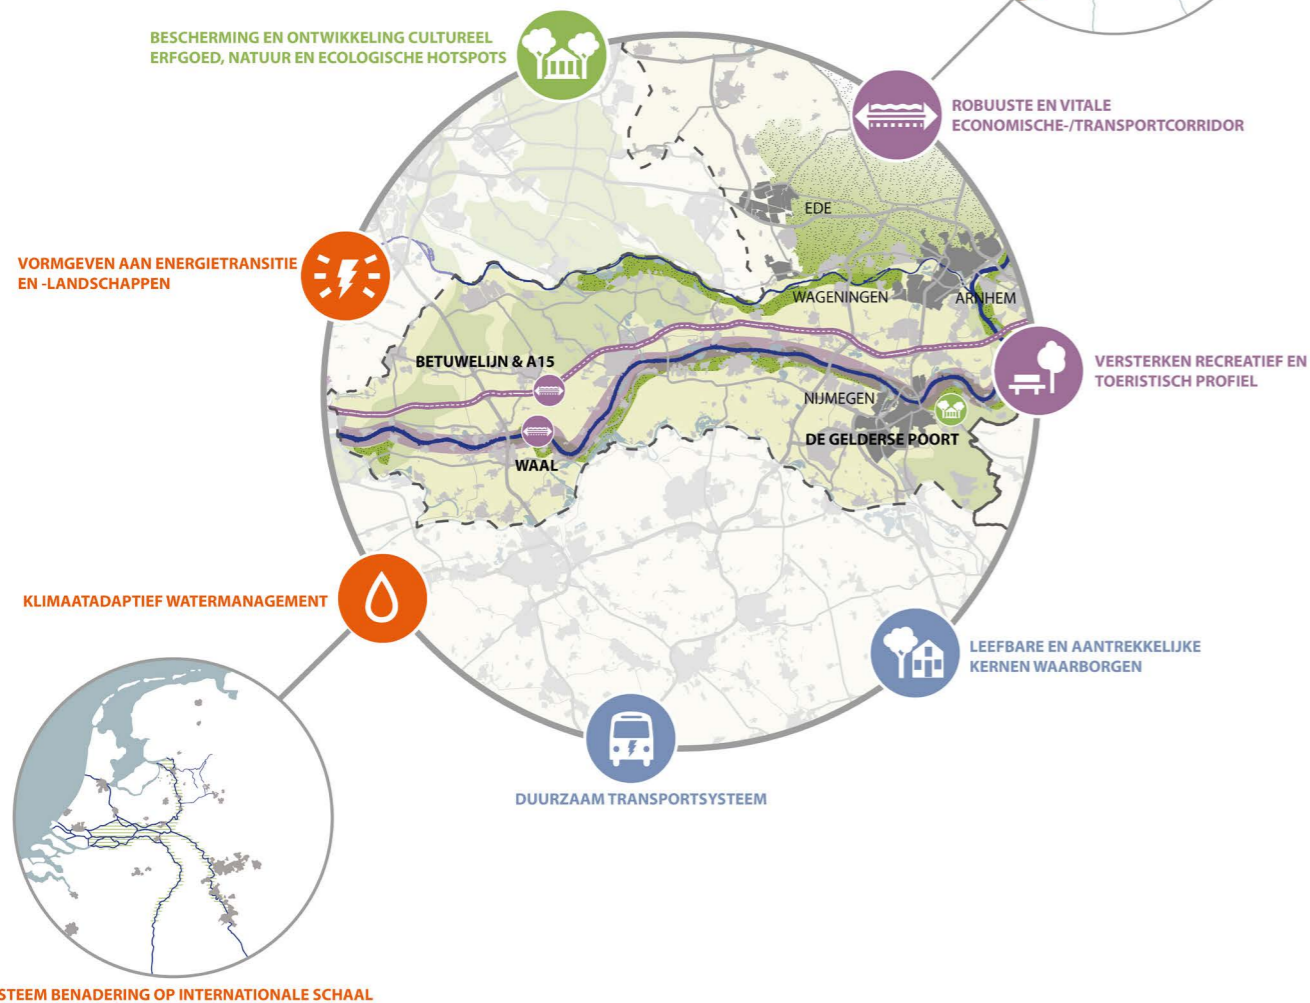 BESCHERMING EN ONTWIKKELING CULTUREEL
ERFGOED, NATUUR EN ECOLOGISCHE HOTSPOTS
ROBUUSTE EN VITALE
ECONOMISCHE-/TRANSPORTCORRIDOR
EDE
VORMGEVEN AAN ENERGIETRANSITIE
EN -LANDSCHAPPEN
WAGENINGEN
ARNHEM
BETUWELIJN & A15
VERSTERKEN RECREATIEF EN
TOERISTISCH PROFIEL
NIJMEGEN
DE GELDERSE POORT
WAAL
KLIMAATADAPTIEF WATERMANAGEMENT
LEEFBARE EN AANTREKKELIJKE
KERNEN WAARBORGEN
DUURZAAM TRANSPORTSYSTEEM
STEEM BENADERING OP INTERNATIONALE SCHAAL